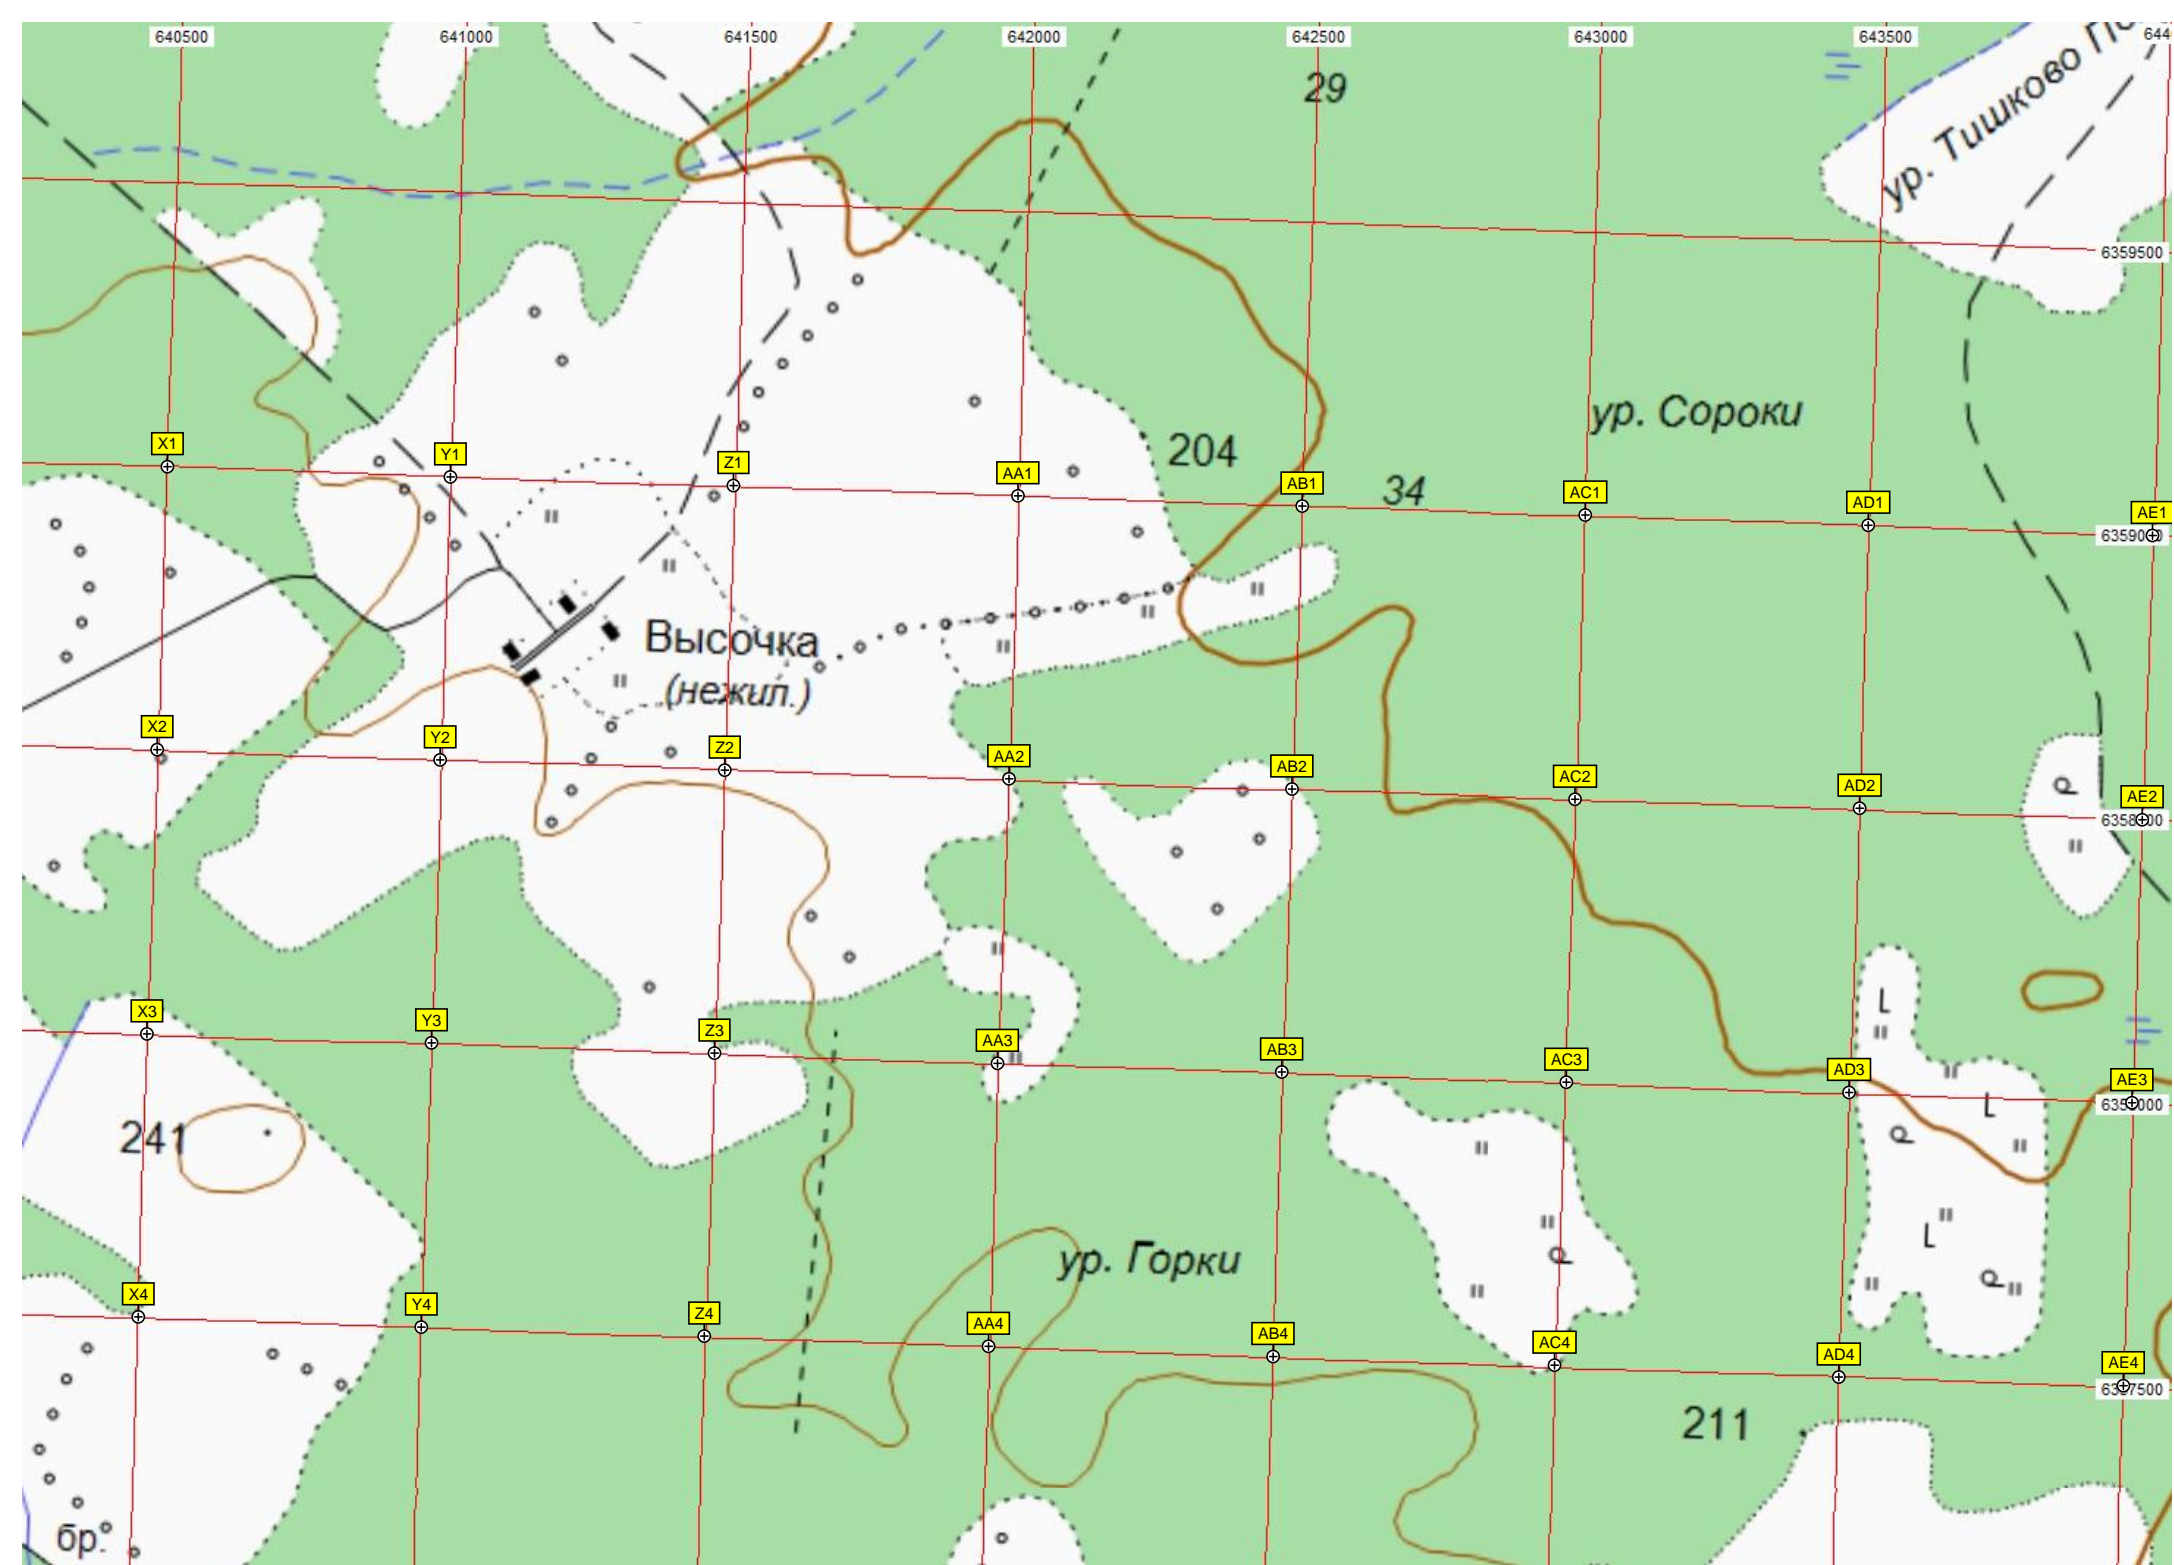 640500 641000 641500 642000 642500 643000 643500
29
ур. Тишково
6359500
ур. Сороки
204
34
X1 Y1 Z1 AA1 AB1 AC1 AD1 AE1
Высочка
(нежил.)
X2 Y2 Z2 AA2 AB2 AC2 AD2 AE2
X3 Y3 Z3 AA3 AB3 AC3 AD3 AE3
241
ур. Горки
X4 Y4 Z4 AA4 AB4 AC4 AD4 AE4
211
бр.